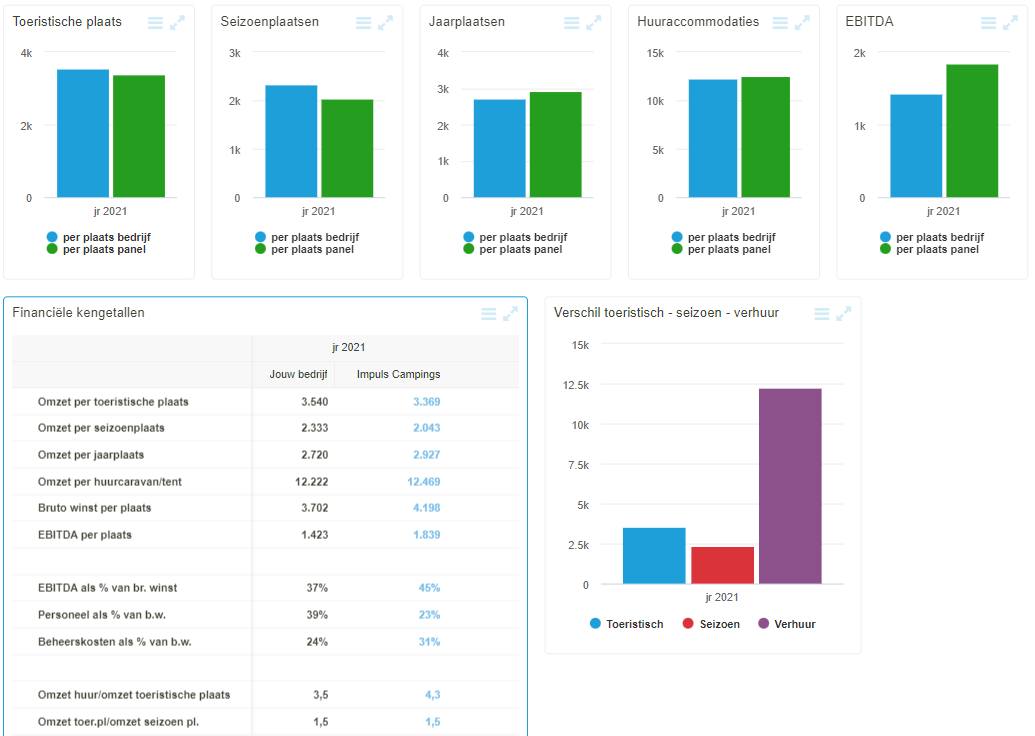 Toeristische plaats
4k
2k
0
jr 2021
per plaats bedrijf
per plaats panel
Seizoenplaatsen
3k
2k
1k
0
jr 2021
per plaats bedrijf
per plaats panel
Jaarplaatsen
4k
3k
2k
1k
0
jr 2021
per plaats bedrijf
per plaats panel
Huuraccommodaties
15k
10k
5k
0
jr 2021
per plaats bedrijf
per plaats panel
EBITDA
2k
1k
0
jr 2021
per plaats bedrijf
per plaats panel
Financiële kengetallen
jr 2021
Jouw bedrijf Impuls Campings
Omzet per toeristische plaats 3.540 3.369
Omzet per seizoenplaats 2.333 2.043
Omzet per jaarplaats 2.720 2.927
Omzet per huurcaravan/tent 12.222 12.469
Bruto winst per plaats 3.702 4.198
EBITDA per plaats 1.423 1.839
EBITDA als % van br. winst 37% 45%
Personeel als % van b.w. 39% 23%
Beheerskosten als % van b.w. 24% 31%
Omzet huur/omzet toeristische plaats 3,5 4,3
Omzet toer.pl/omzet seizoen pl. 1,5 1,5
Verschil toeristisch - seizoen - verhuur
15k
12.5k
10k
7.5k
5k
2.5k
0
jr 2021
Toeristisch Seizoen Verhuur